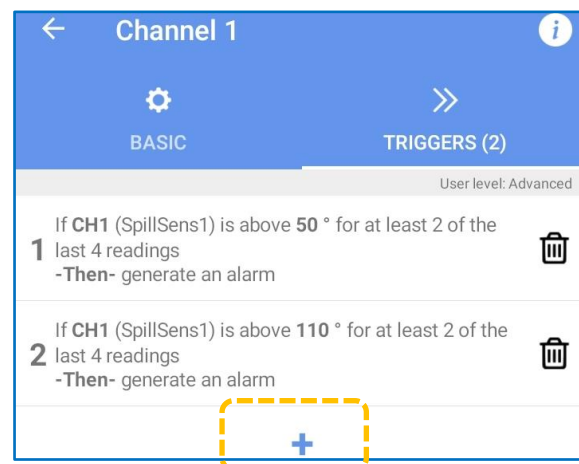 Channel 1
i
BASIC
TRIGGERS (2)
User level: Advanced
1
If CH1 (SpillSens1) is above 50 ° for at least 2 of the
last 4 readings
-Then- generate an alarm
2
If CH1 (SpillSens1) is above 110 ° for at least 2 of the
last 4 readings
-Then- generate an alarm
+